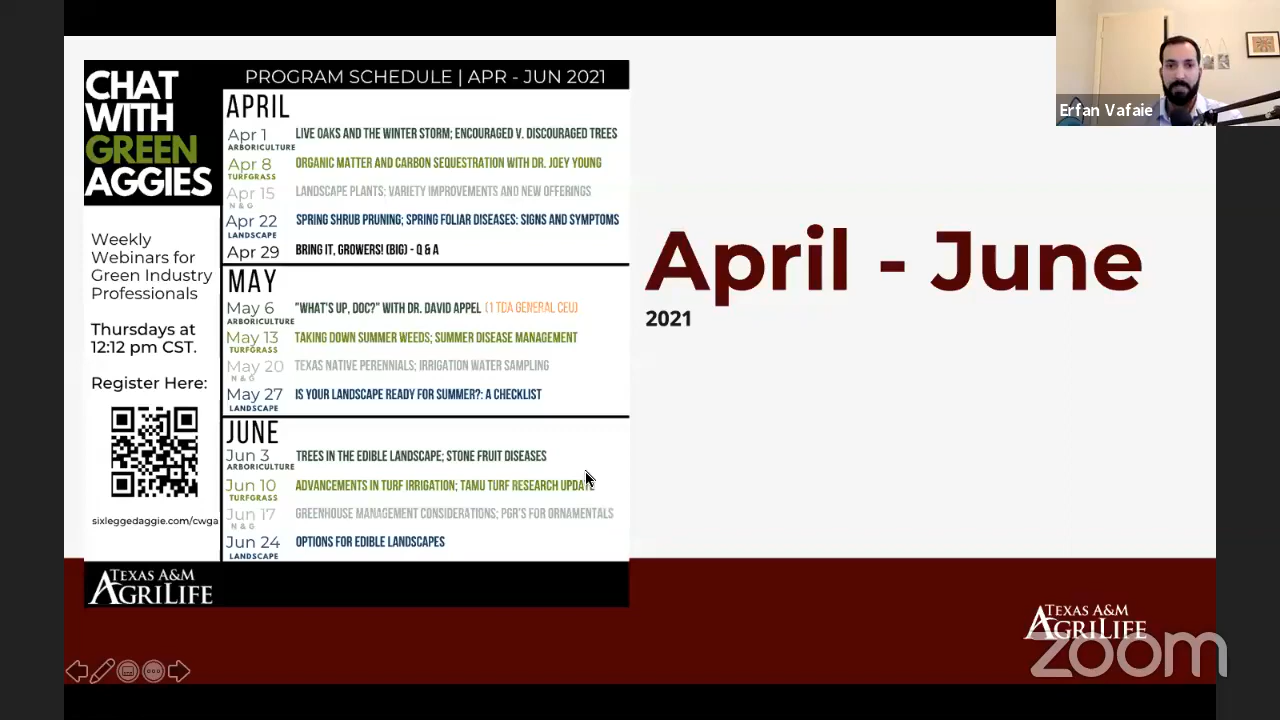 CHAT
WITH
GREEN
AGGIES
Weekly
Webinars for
Green Industry
Professionals
Thursdays at
12:12 pm CST.
Register Here:
sixleggedaggie.com/cwga
PROGRAM SCHEDULE | APR - JUN 2021
APRIL
Apr 1 LIVE OAKS AND THE WINTER STORM; ENCOURAGED V. DISCOURAGED TREES
ARBORICULTURE
Apr 8 ORGANIC MATTER AND CARBON SEQUESTRATION WITH DR. JOEY YOUNG
TURFGRASS
Apr 15 LANDSCAPE PLANTS; VARIETY IMPROVEMENTS AND NEW OFFERINGS
N & G
Apr 22 SPRING SHRUB PRUNING; SPRING FOLIAR DISEASES: SIGNS AND SYMPTOMS
LANDSCAPE
Apr 29 BRING IT, GROWERS! (BIG) - Q & A
MAY
May 6 "WHAT'S UP, DOC?" WITH DR. DAVID APPEL (1 TDA GENERAL CEU)
ARBORICULTURE
May 13 TAKING DOWN SUMMER WEEDS; SUMMER DISEASE MANAGEMENT
TURFGRASS
May 20 TEXAS NATIVE PERENNIALS; IRRIGATION WATER SAMPLING
N & G
May 27 IS YOUR LANDSCAPE READY FOR SUMMER?: A CHECKLIST
LANDSCAPE
JUNE
Jun 3 TREES IN THE EDIBLE LANDSCAPE; STONE FRUIT DISEASES
ARBORICULTURE
Jun 10 ADVANCEMENTS IN TURF IRRIGATION; TAMU TURF RESEARCH UPDATE
TURFGRASS
Jun 17 GREENHOUSE MANAGEMENT CONSIDERATIONS; PGR'S FOR ORNAMENTALS
N & G
Jun 24 OPTIONS FOR EDIBLE LANDSCAPES
LANDSCAPE
TEXAS A&M
AGRILIFE
April - June
2021
Erfan Vafaie
TEXAS A&M
AGRILIFE
zoom